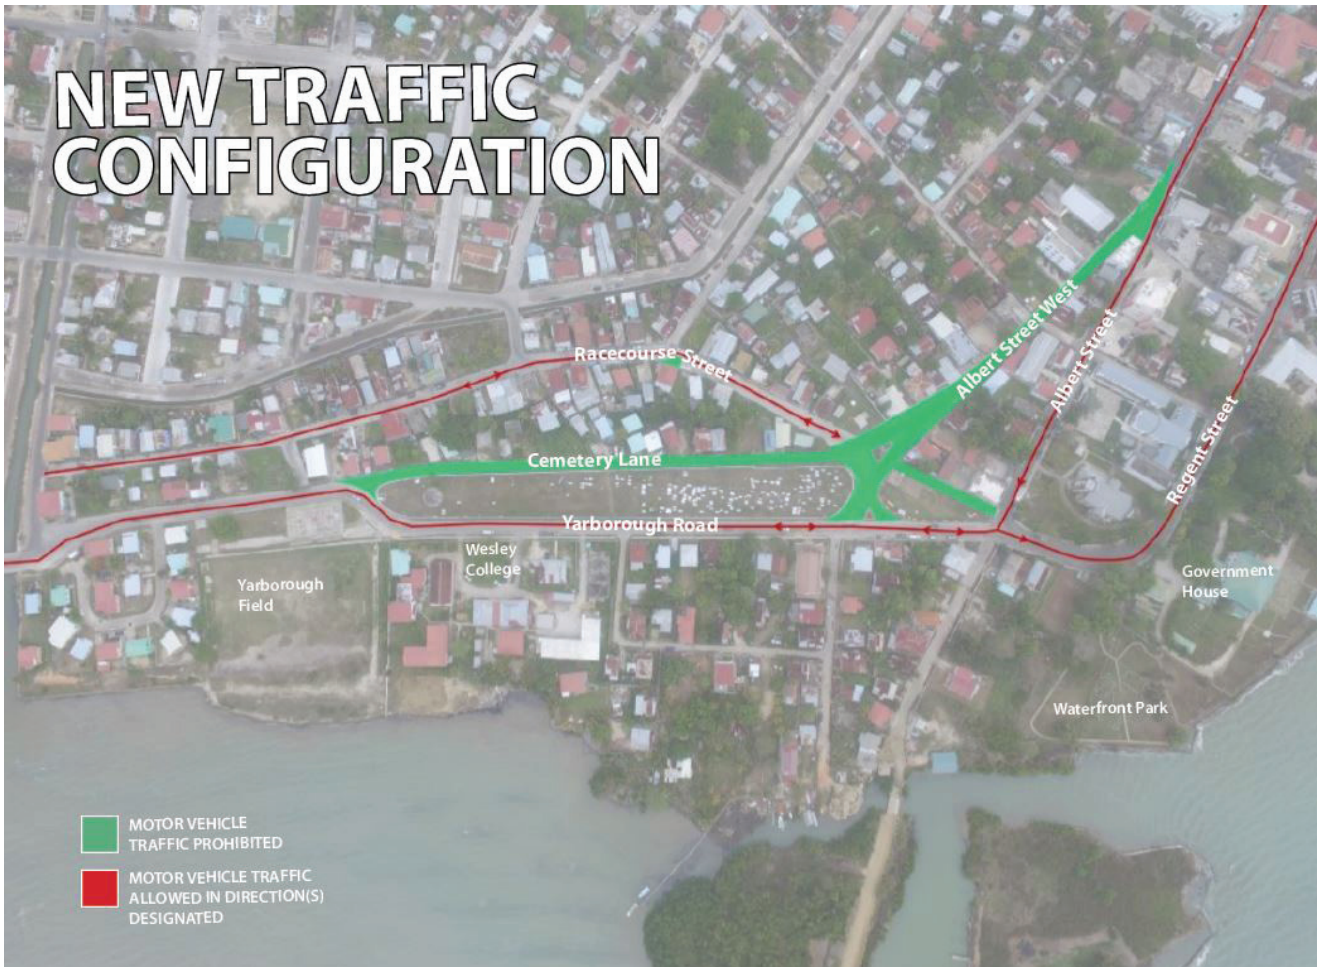 NEW TRAFFIC
CONFIGURATION
Racecourse Street
Albert Street West
Albert Street
Regent Street
Cemetery Lane
Yarborough Road
Wesley
College
Yarborough
Field
Government
House
Waterfront Park
MOTOR VEHICLE
TRAFFIC PROHIBITED
MOTOR VEHICLE TRAFFIC
ALLOWED IN DIRECTION(S)
DESIGNATED